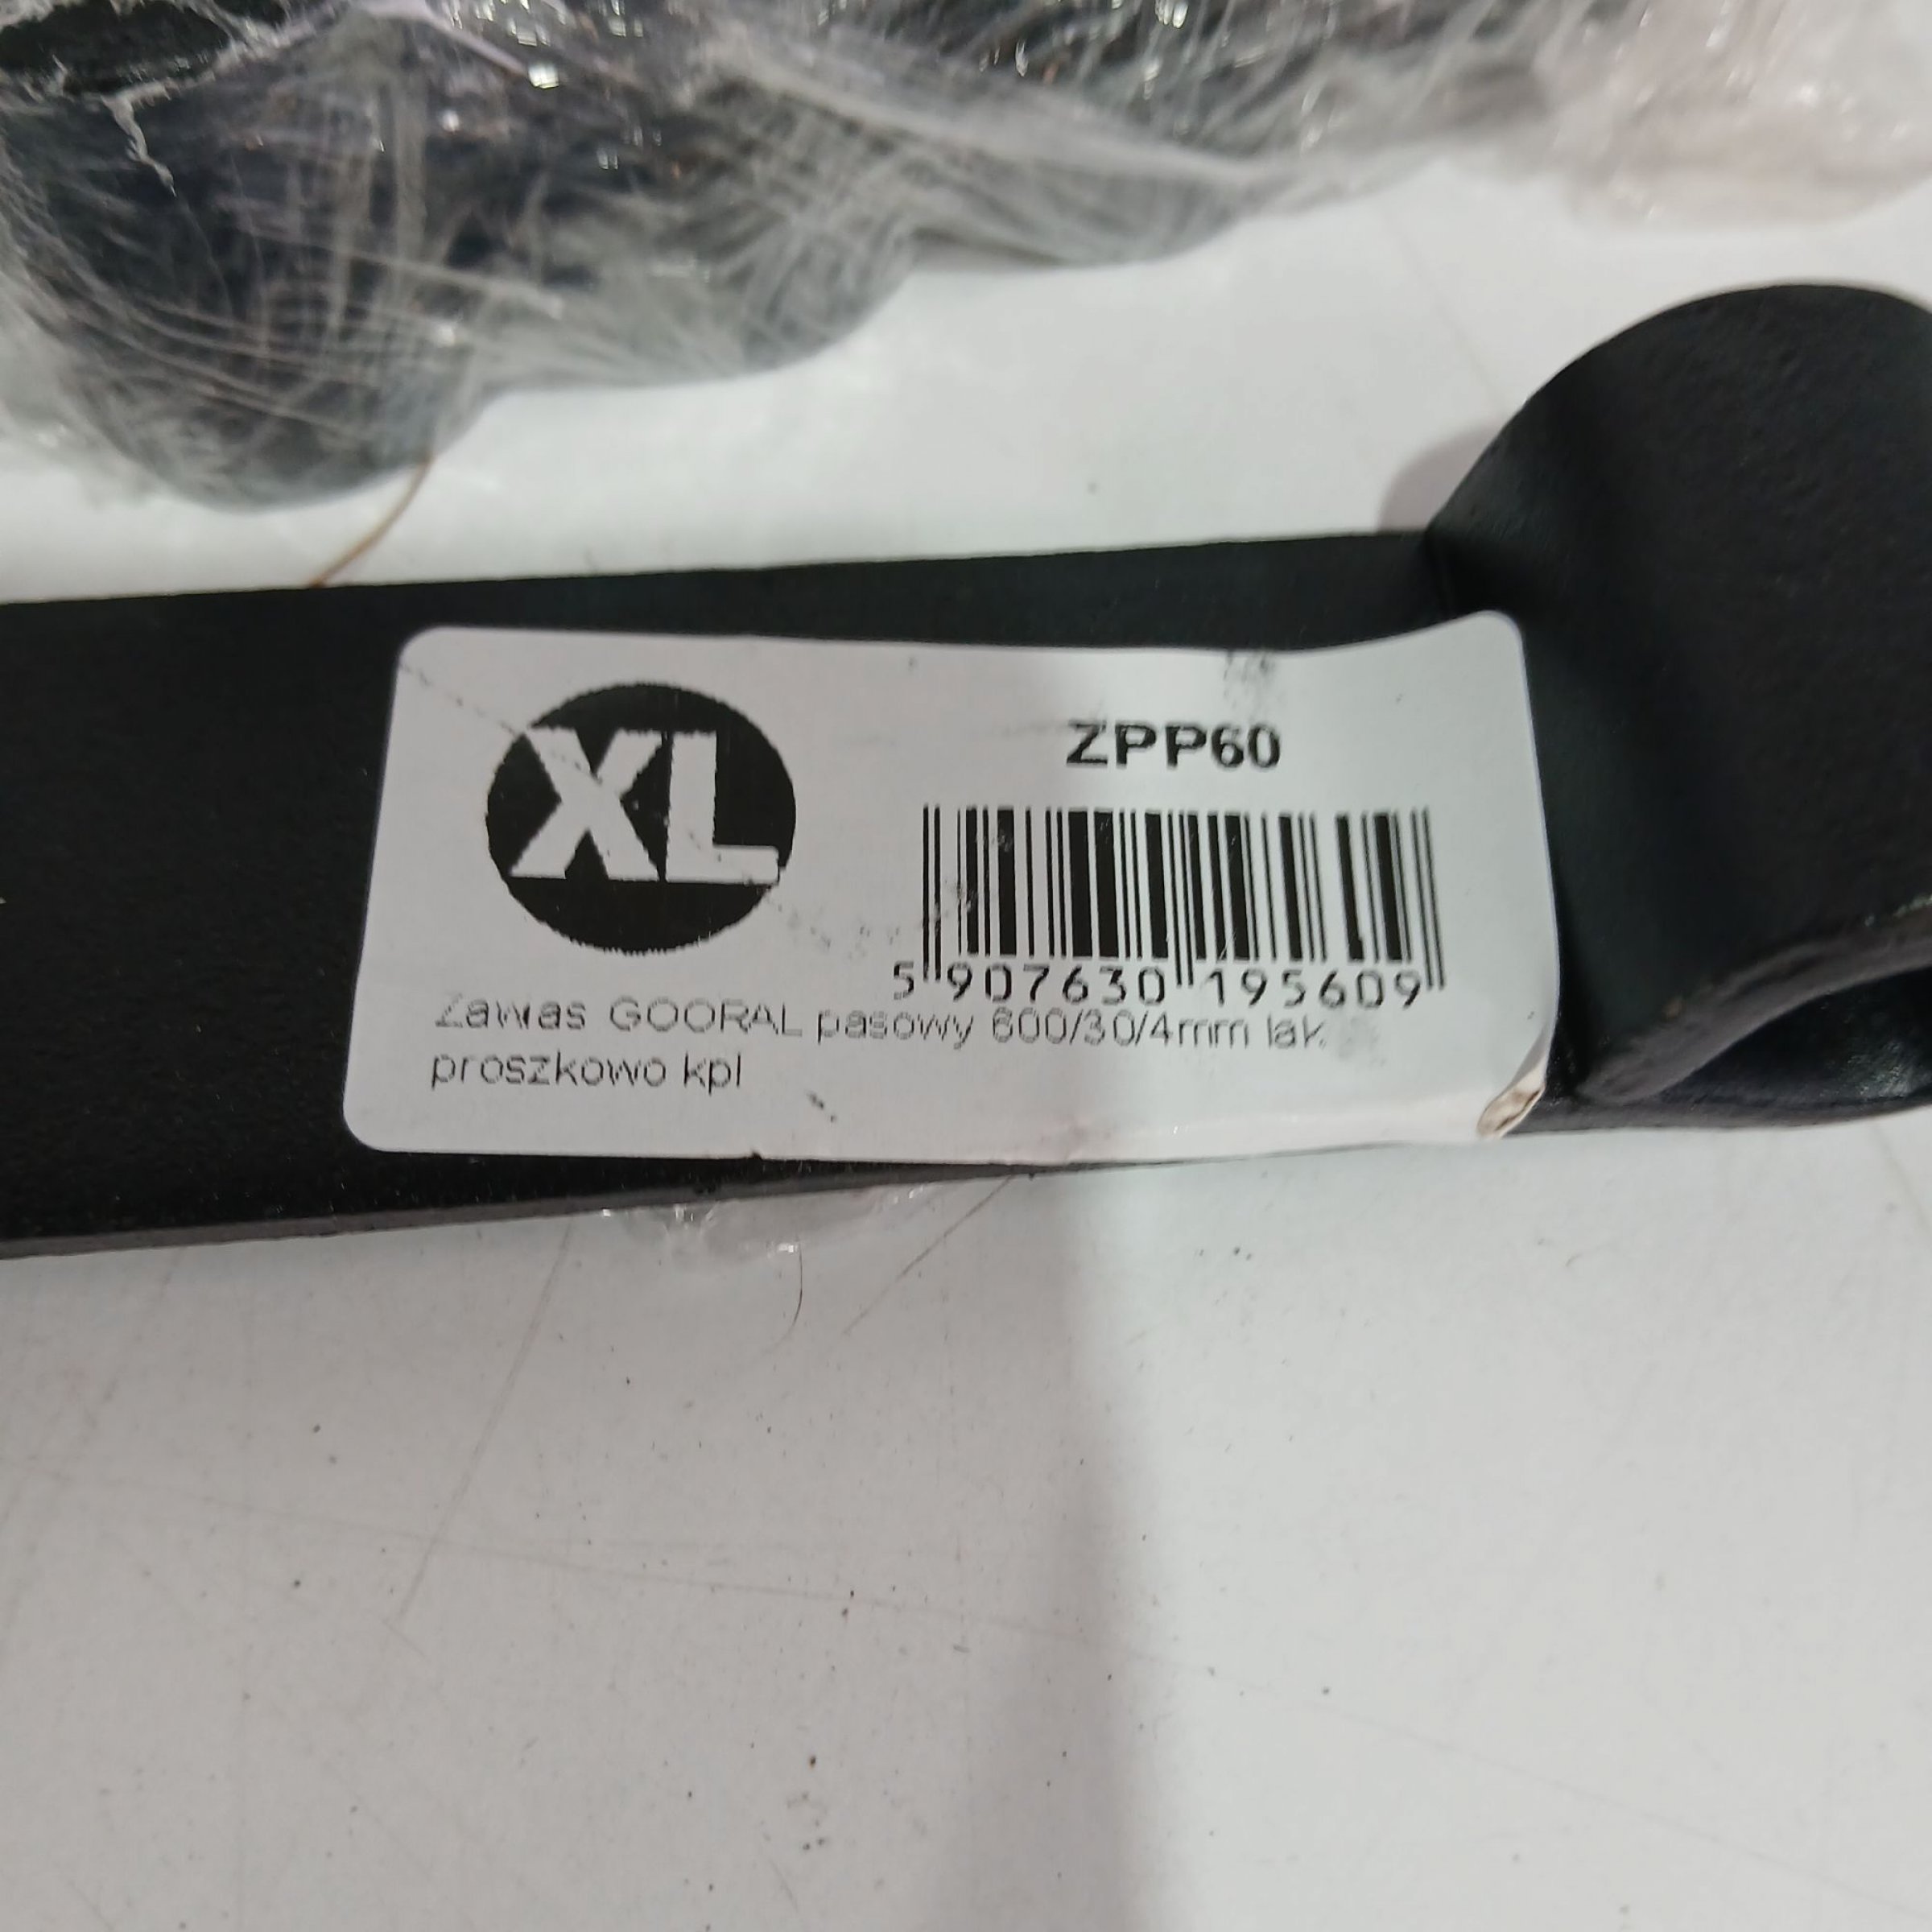 XL
ZPP60
5 907630 195609
Zawias GOORAL pasowy 600/30/4mm lak.
proszkowo kpl